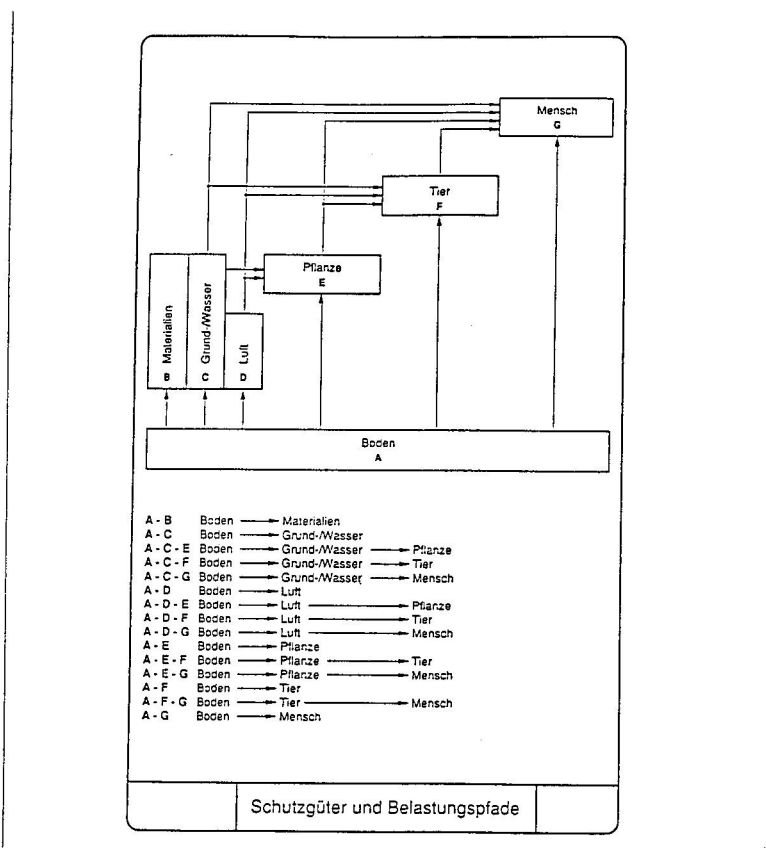 Mensch
G
Tier
F
Pflanze
E
Materialien
B
Grund-/Wasser
C
Luft
D
Boden
A
A - B Boden → Materialien
A - C Boden → Grund-/Wasser
A - C - E Boden → Grund-/Wasser → Pflanze
A - C - F Boden → Grund-/Wasser → Tier
A - C - G Boden → Grund-/Wasser → Mensch
A - D Boden → Luft
A - D - E Boden → Luft → Pflanze
A - D - F Boden → Luft → Tier
A - D - G Boden → Luft → Mensch
A - E Boden → Pflanze
A - E - F Boden → Pflanze → Tier
A - E - G Boden → Pflanze → Mensch
A - F Boden → Tier
A - F - G Boden → Tier → Mensch
A - G Boden → Mensch
Schutzgüter und Belastungspfade